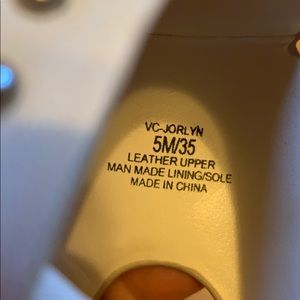 VC-JORLYN
5M/35
LEATHER UPPER
MAN MADE LINING/SOLE
MADE IN CHINA